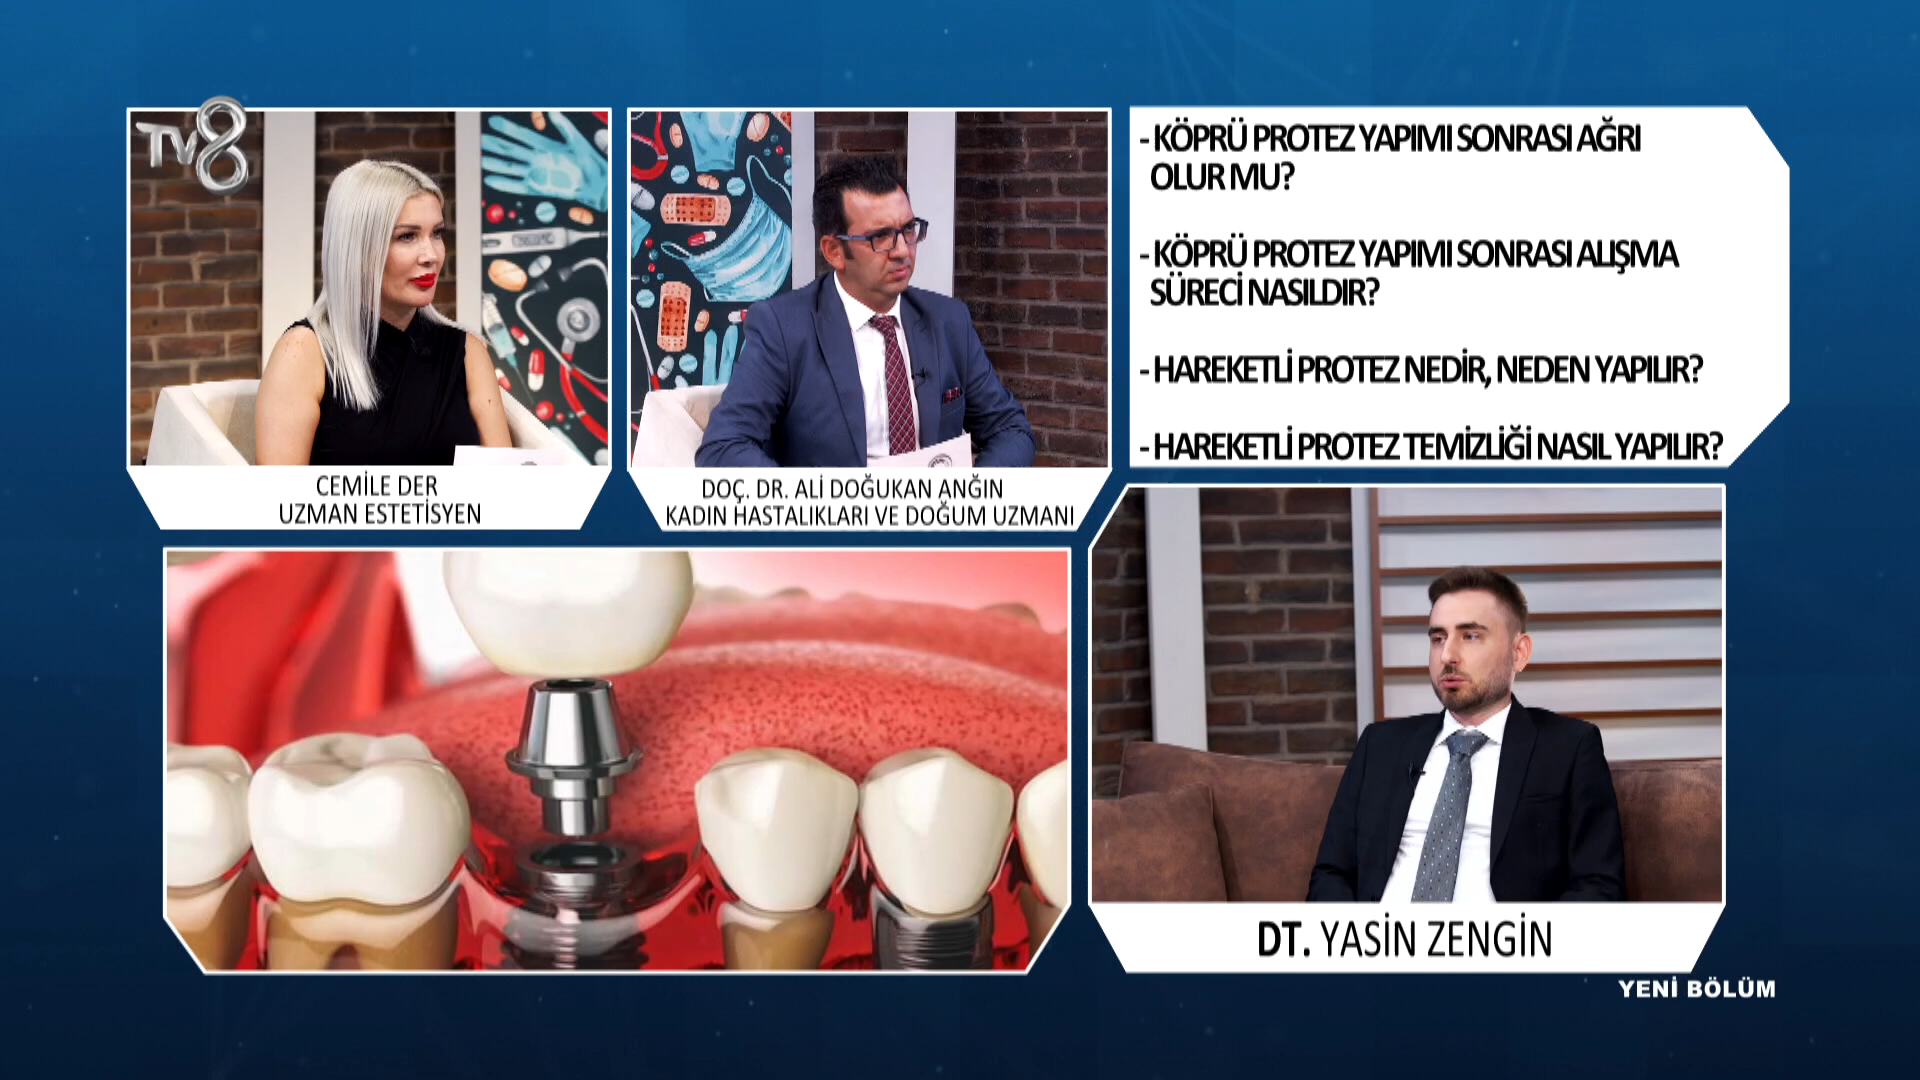 TV8
CEMİLE DER
UZMAN ESTETİSYEN
DOÇ. DR. ALİ DOĞUKAN ANĞIN
KADIN HASTALIKLARI VE DOĞUM UZMANI
- KÖPRÜ PROTEZ YAPIMI SONRASI AĞRI
OLUR MU?
- KÖPRÜ PROTEZ YAPIMI SONRASI ALIŞMA
SÜRECİ NASILDIR?
- HAREKETLİ PROTEZ NEDİR, NEDEN YAPILIR?
- HAREKETLİ PROTEZ TEMİZLİĞİ NASIL YAPILIR?
DT. YASİN ZENGİN
YENİ BÖLÜM